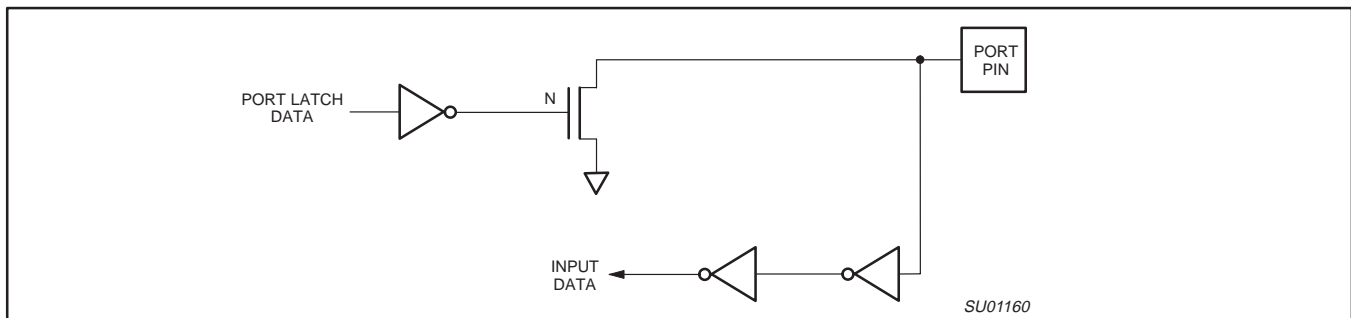 PORT
PIN
N
PORT LATCH
DATA
INPUT
DATA
SU01160